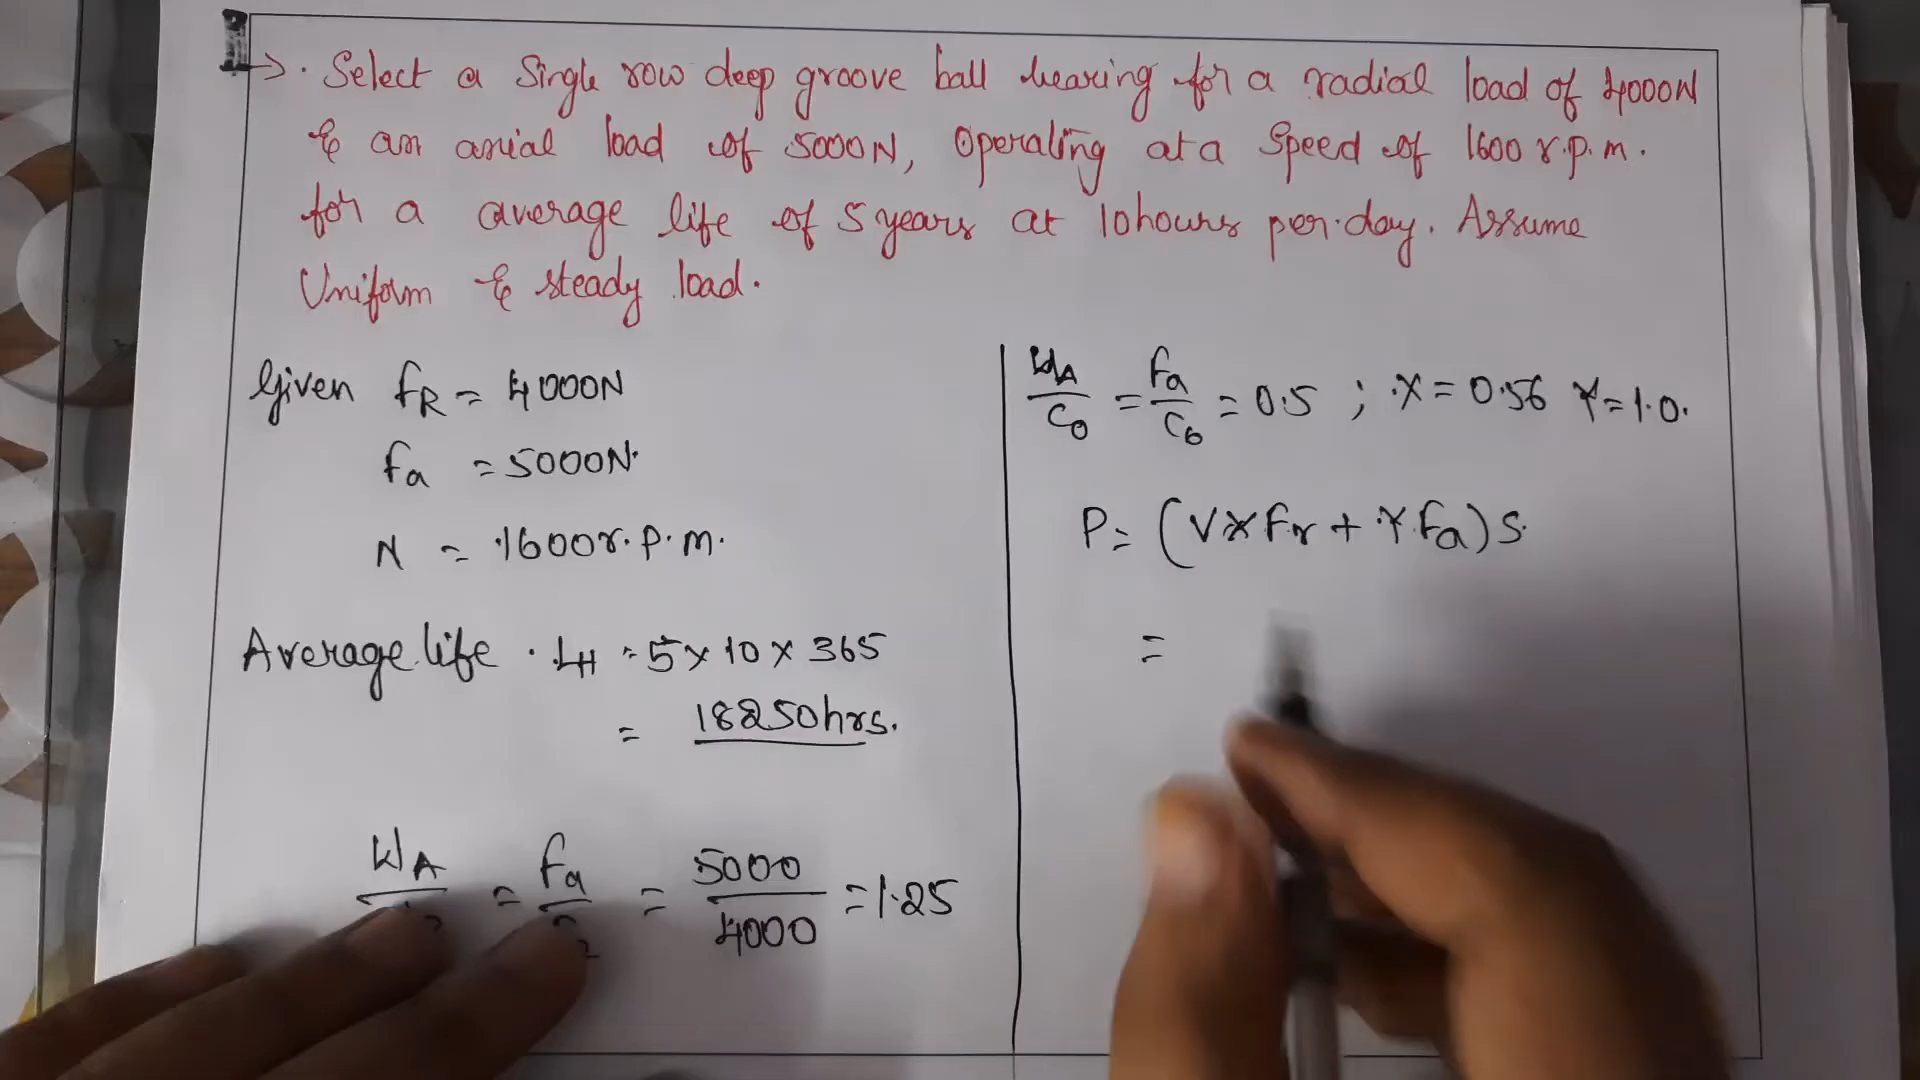 → . Select a single row deep groove ball bearing for a radial load of 4000N
& an axial load of 5000N, Operating at a Speed of 1600 r.p.m.
for a average life of 5 years at 10 hours per day. Assume
Uniform & steady load.
Given fR = 4000N
fa = 5000N.
N = 1600 r.p.m.
Average life . LH = 5 x 10 x 365
= 18250hrs.
WA = fa = 5000 / 4000 = 1.25
WA / C0 = fa / C0 = 0.5 ; X = 0.56 Y = 1.0.
P = (V X Fr + Y. Fa) S.
=